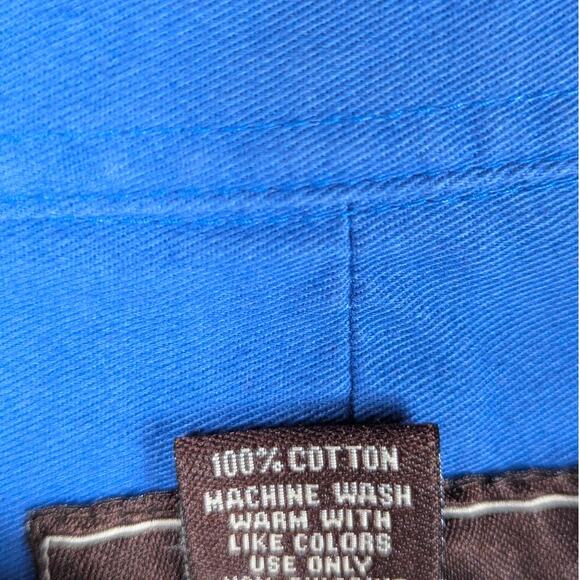 100% COTTON
MACHINE WASH
WARM WITH
LIKE COLORS
USE ONLY